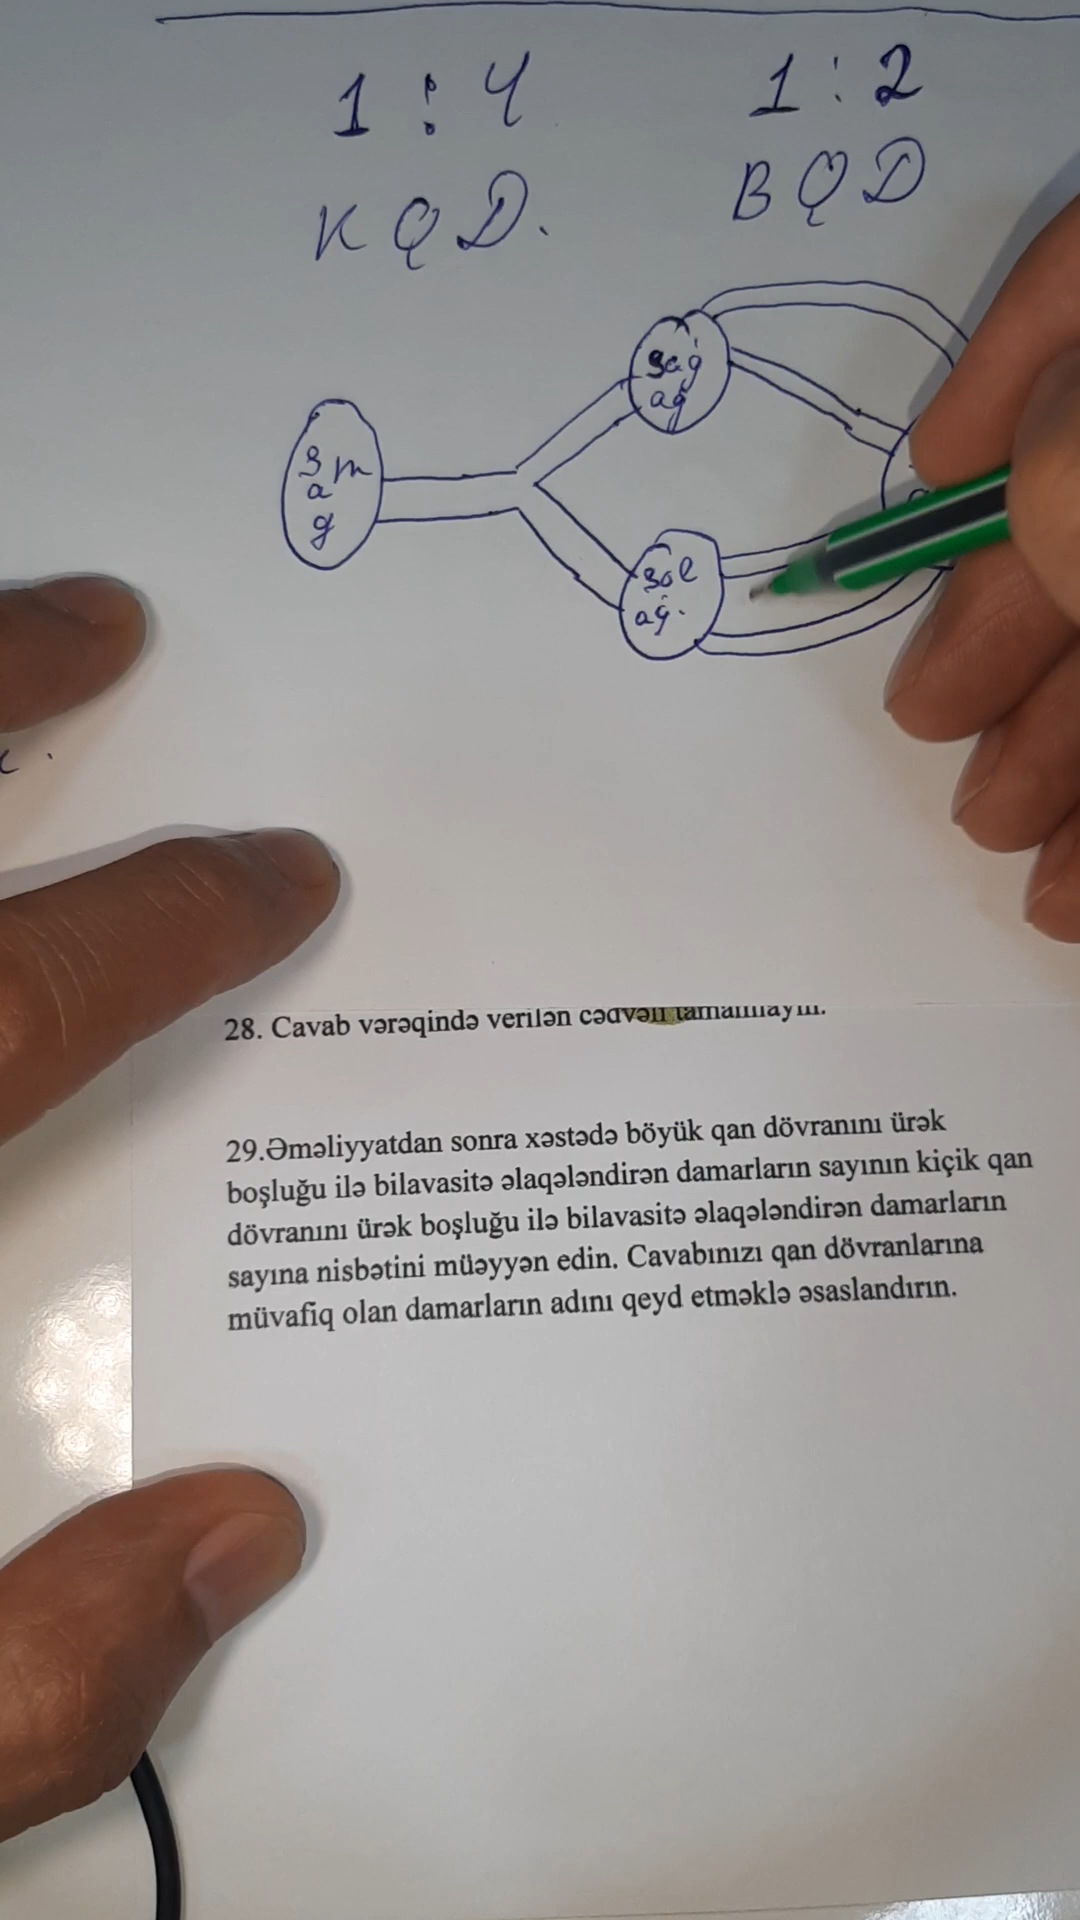 1 : 4 1 : 2
K Q D. B Q D
sağ
ağ
s m
a
g
sol
ağ.
28. Cavab vərəqində verilən cədvəli tamamlayın.
29.Əməliyyatdan sonra xəstədə böyük qan dövranını ürək
boşluğu ilə bilavasitə əlaqələndirən damarların sayının kiçik qan
dövranını ürək boşluğu ilə bilavasitə əlaqələndirən damarların
sayına nisbətini müəyyən edin. Cavabınızı qan dövranlarına
müvafiq olan damarların adını qeyd etməklə əsaslandırın.